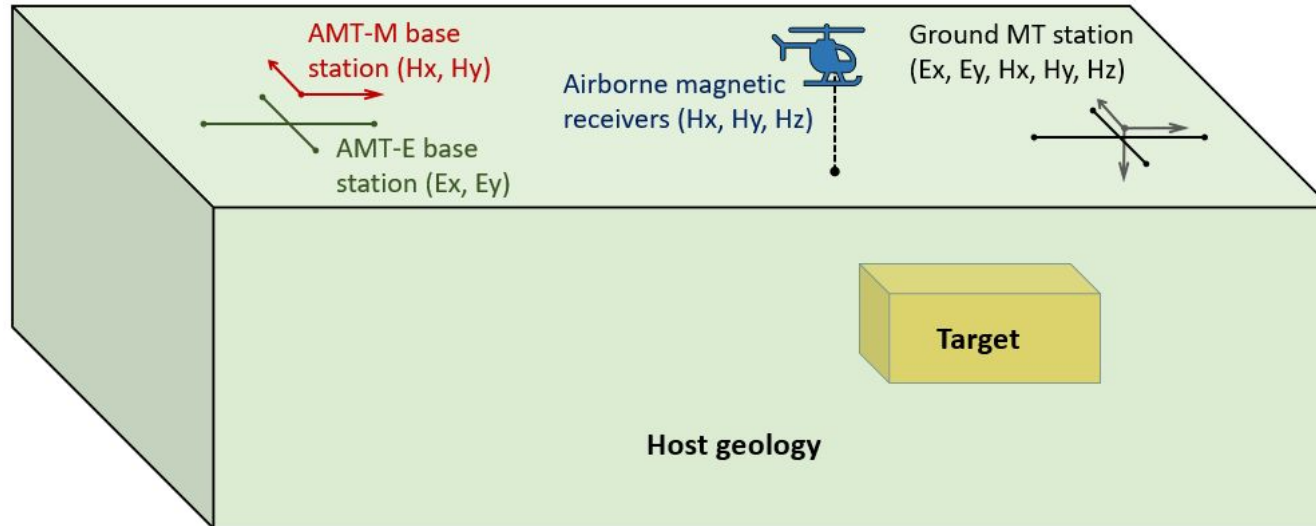 AMT-M base
station (Hx, Hy)
AMT-E base
station (Ex, Ey)
Airborne magnetic
receivers (Hx, Hy, Hz)
Ground MT station
(Ex, Ey, Hx, Hy, Hz)
Target
Host geology